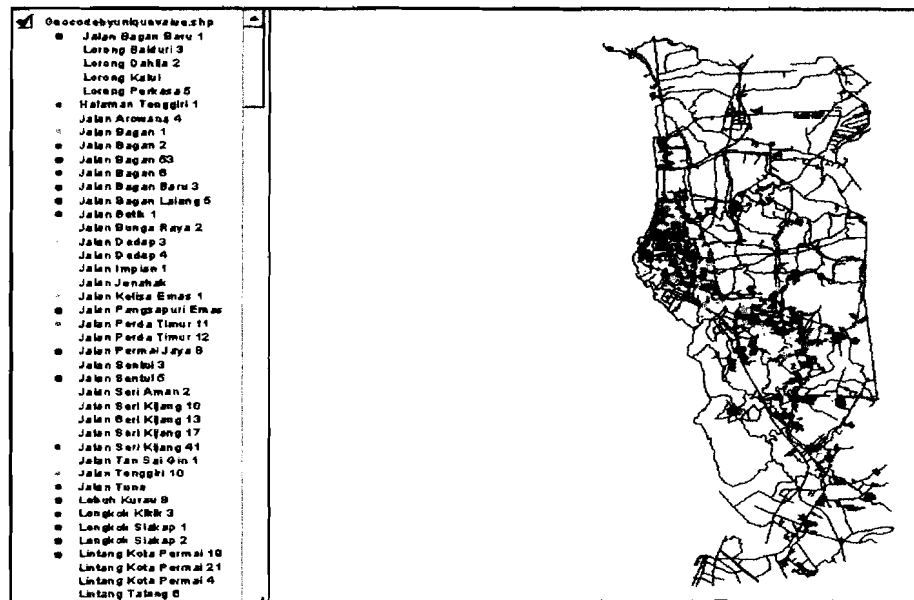 Geocodebyuniquevalue.shp
Jalan Bagan Baru 1
Lorong Baiduri 3
Lorong Dahlia 2
Lorong Katui
Lorong Perkasa 5
Halaman Tenggiri 1
Jalan Arowana 4
Jalan Bagan 1
Jalan Bagan 2
Jalan Bagan 53
Jalan Bagan 6
Jalan Bagan Baru 3
Jalan Bagan Lalang 5
Jalan Betik 1
Jalan Bunga Raya 2
Jalan Dedap 3
Jalan Dedap 4
Jalan Impian 1
Jalan Jenahak
Jalan Kelisa Emas 1
Jalan Pangsapuri Emas
Jalan Perda Timur 11
Jalan Perda Timur 12
Jalan Permai Jaya 8
Jalan Sentul 3
Jalan Sentul 5
Jalan Seri Aman 2
Jalan Seri Kijang 10
Jalan Seri Kijang 13
Jalan Seri Kijang 17
Jalan Seri Kijang 41
Jalan Tan Sai Gin 1
Jalan Tenggiri 10
Jalan Tuna
Lebuh Kurau 9
Lengkok Kikik 3
Lengkok Siakap 1
Lengkok Siakap 2
Lintang Kota Permai 19
Lintang Kota Permai 21
Lintang Kota Permai 4
Lintang Talang 6